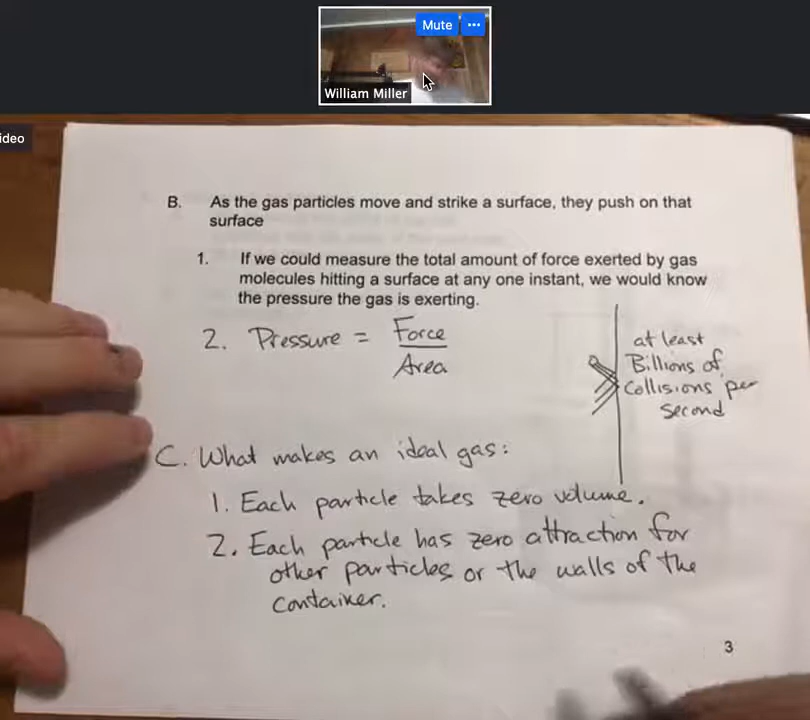 Mute
William Miller
ideo
B. As the gas particles move and strike a surface, they push on that
surface
1. If we could measure the total amount of force exerted by gas
molecules hitting a surface at any one instant, we would know
the pressure the gas is exerting.
2. Pressure = Force
Area
at least
Billions of
Collisions per
second
C. What makes an ideal gas:
1. Each particle takes zero volume.
2. Each particle has zero attraction for
other particles or the walls of the
container.
3